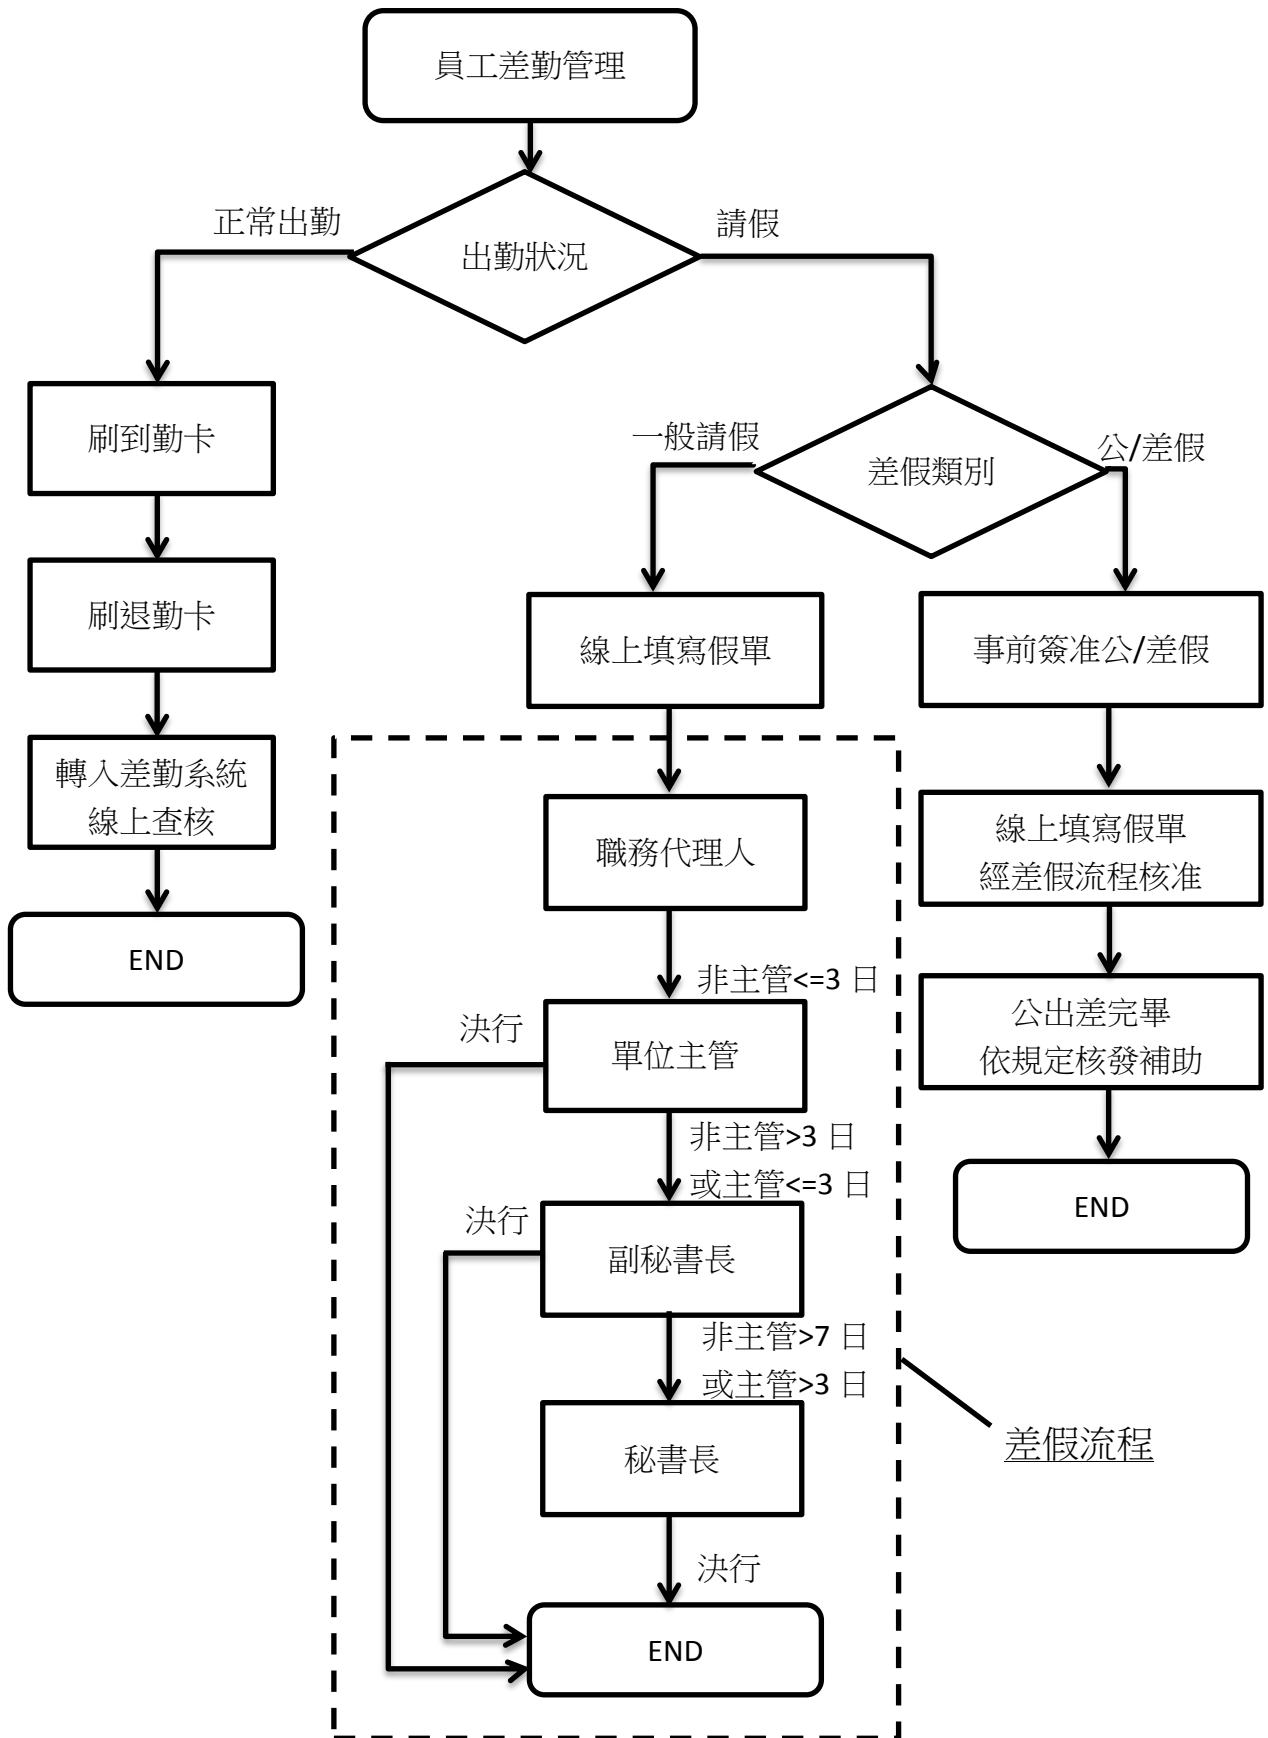 員工差勤管理
正常出勤
請假
出勤狀況
刷到勤卡
一般請假
公/差假
差假類別
刷退勤卡
線上填寫假單
事前簽准公/差假
轉入差勤系統
線上查核
職務代理人
線上填寫假單
經差假流程核准
END
非主管<=3 日
決行
單位主管
公出差完畢
依規定核發補助
非主管>3 日
或主管<=3 日
決行
副秘書長
END
非主管>7 日
或主管>3 日
秘書長
差假流程
決行
END